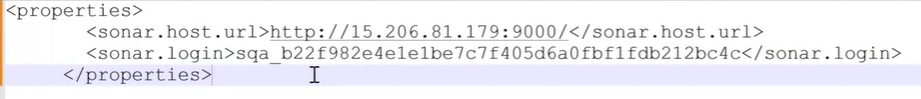 <properties>
<sonar.host.url>http://15.206.81.179:9000/</sonar.host.url>
<sonar.login>sqa_b22f982e4e1e1be7c7f405d6a0fbf1fdb212bc4c</sonar.login>
</properties>